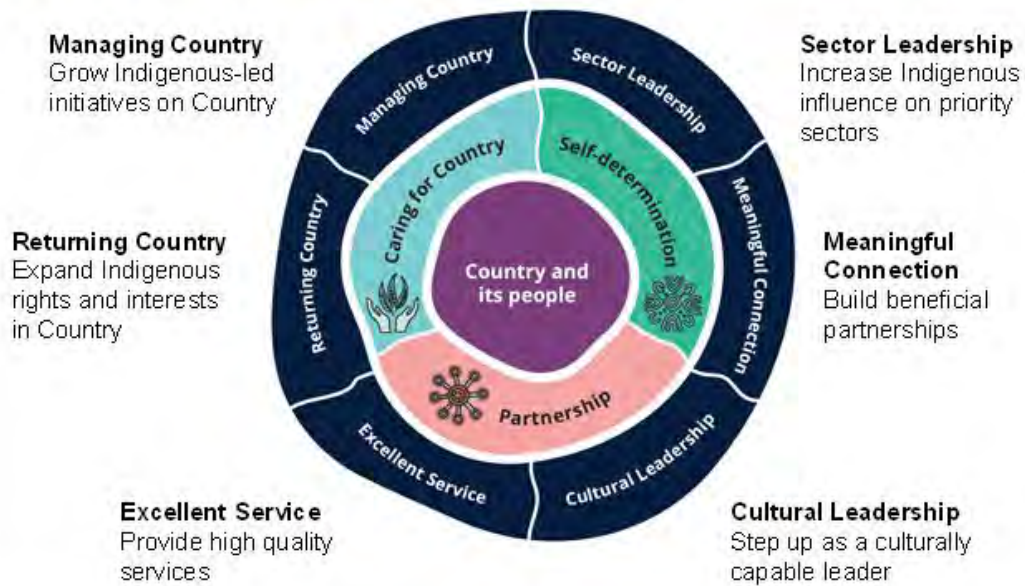 Managing Country
Grow Indigenous-led
initiatives on Country
Sector Leadership
Increase Indigenous
influence on priority
sectors
Returning Country
Expand Indigenous
rights and interests
in Country
Meaningful
Connection
Build beneficial
partnerships
Excellent Service
Provide high quality
services
Cultural Leadership
Step up as a culturally
capable leader
Managing Country
Sector Leadership
Meaningful Connection
Cultural Leadership
Excellent Service
Returning Country
Caring for Country
Self-determination
Partnership
Country and
its people